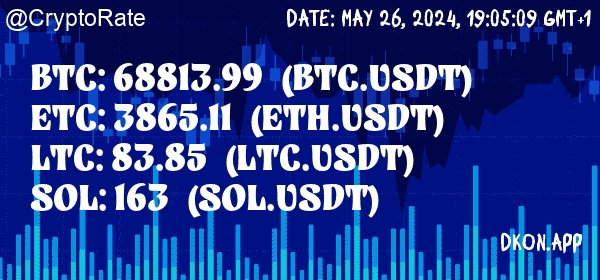 @CryptoRate
DATE: MAY 26, 2024, 19:05:09 GMT+1
BTC: 68813.99 (BTC.USDT)
ETC: 3865.11 (ETH.USDT)
LTC: 83.85 (LTC.USDT)
SOL: 163 (SOL.USDT)
DKON.APP